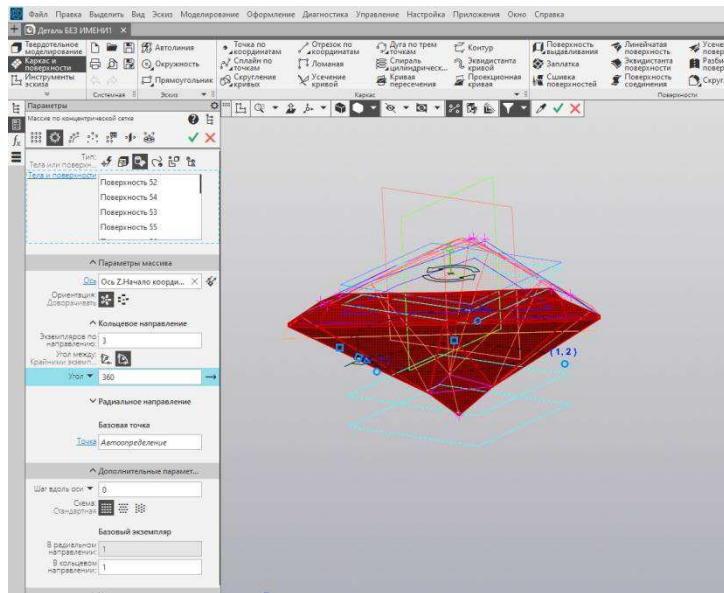 Файл Правка Выделить Вид Эскиз Моделирование Оформление Диагностика Управление Настройка Приложения Окно Справка
Деталь БЕЗ ИМЕНИ1
Твердотельное моделирование
Каркас и поверхности
Инструменты эскиза
Системная
Автолиния
Окружность
Прямоугольник
Эскиз
Точка по координатам
Сплайн по точкам
Скругление кривых
Отрезок по координатам
Ломаная
Усечение кривой
Дуга по трем точкам
Спираль цилиндрическ...
Кривая пересечения
Контур
Эквидистанта кривой
Проекционная кривая
Каркас
Поверхность выдавливания
Заплатка
Сшивка поверхностей
Линейчатая поверхность
Эквидистанта поверхности
Поверхность соединения
Усече
повер
Разби
повер
Скруг
Поверхности
Параметры
Массив по концентрической сетке
Тип:
Тела или поверхн...
Тела и поверхности
Поверхность 52
Поверхность 54
Поверхность 53
Поверхность 55
Параметры массива
Ось Ось Z.Начало коорди...
Ориентация:
Доворачивать
Кольцевое направление
Экземпляров по направлению: 3
Угол между:
Крайними экземп...
Угол 360
Радиальное направление
Базовая точка
Точка Автоопределение
Дополнительные парамет...
Шаг вдоль оси 0
Схема:
Стандартная
Базовый экземпляр
В радиальном направлении: 1
В кольцевом направлении: 1
(1, 2)